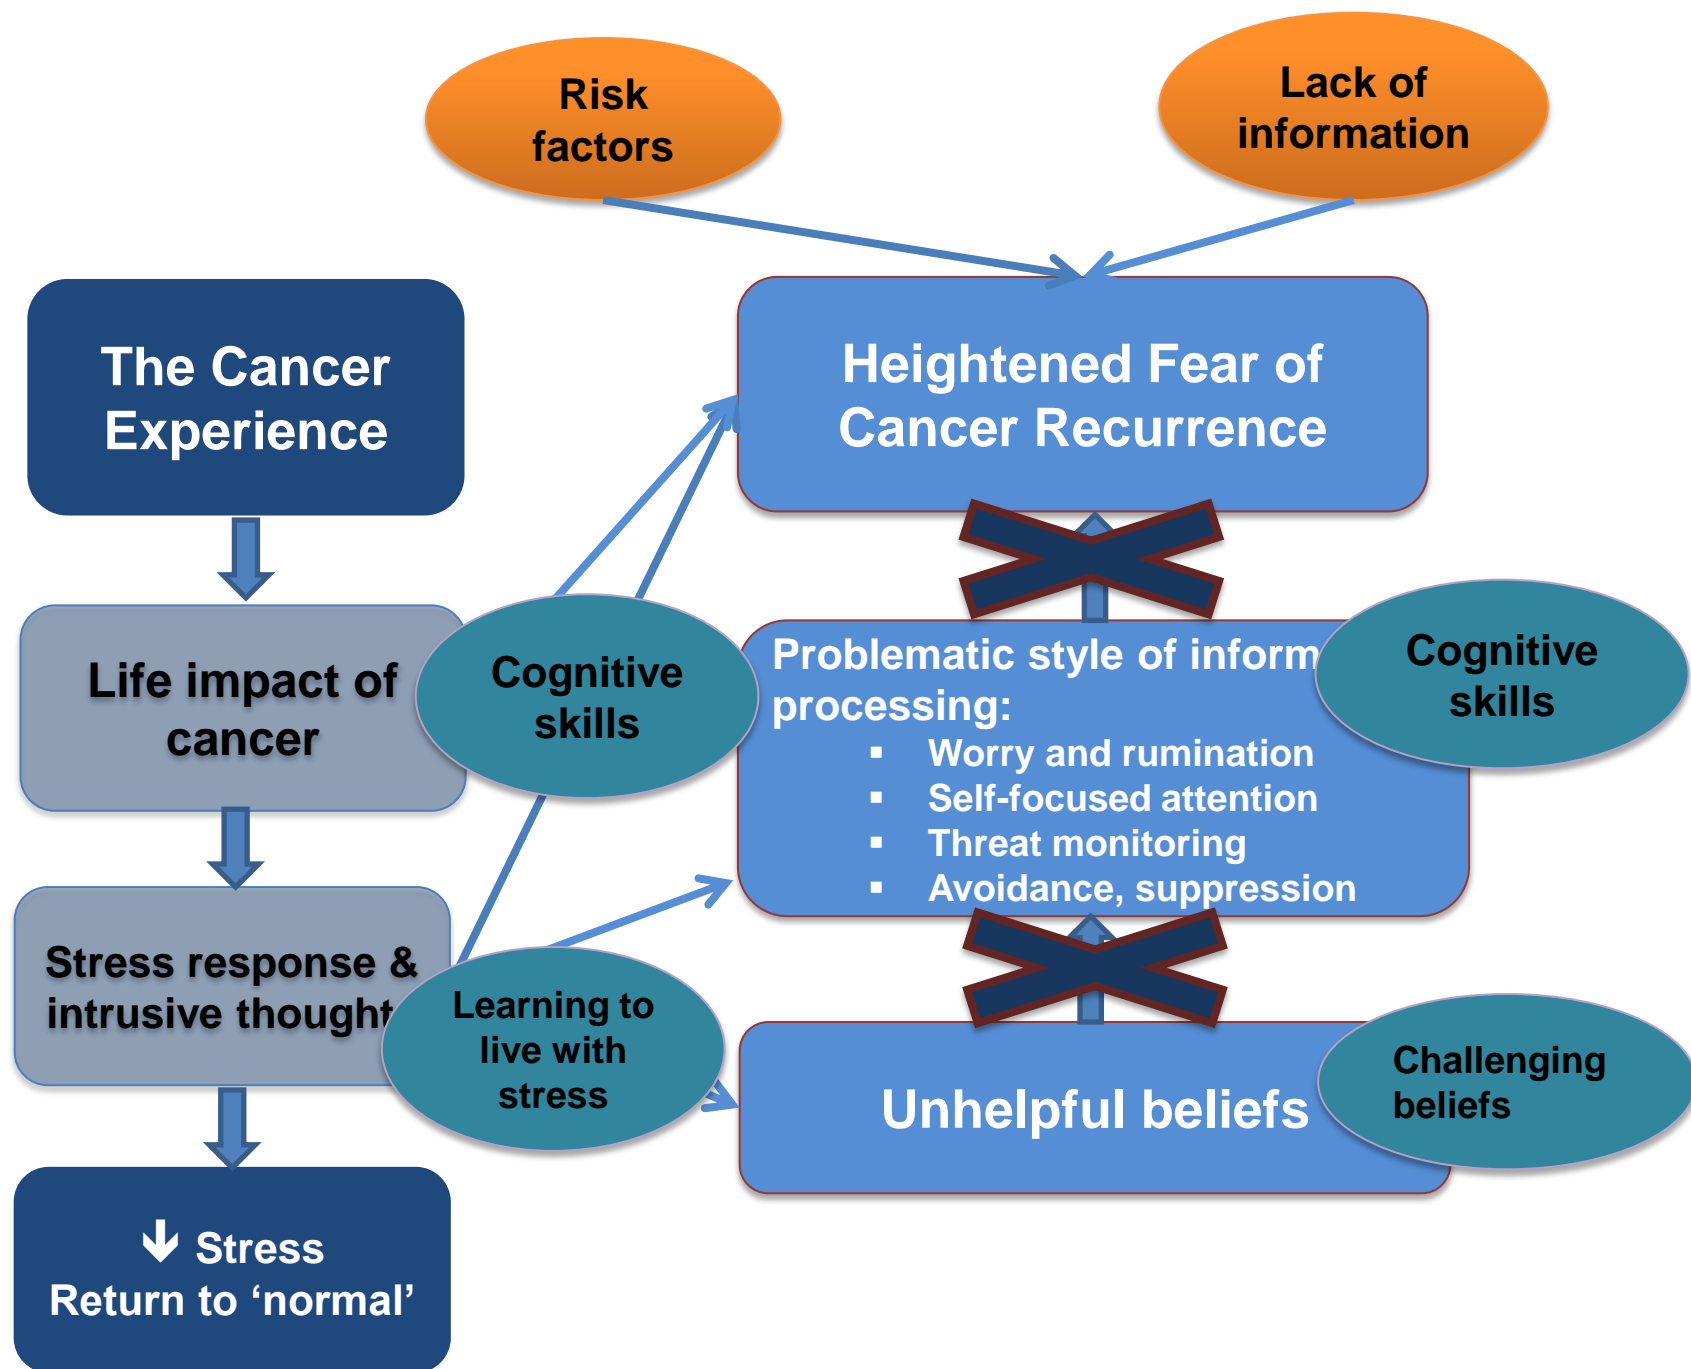 Risk
factors
Lack of
information
The Cancer
Experience
Heightened Fear of
Cancer Recurrence
Life impact of
cancer
Cognitive
skills
Problematic style of inform
processing:
▪ Worry and rumination
▪ Self-focused attention
▪ Threat monitoring
▪ Avoidance, suppression
Cognitive
skills
Stress response &
intrusive thought
Learning to
live with
stress
Unhelpful beliefs
Challenging
beliefs
🡻 Stress
Return to ‘normal’